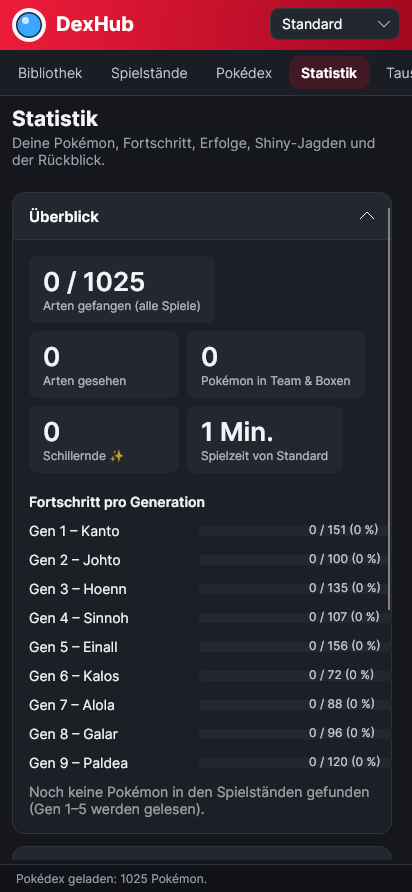 DexHub
Standard
Bibliothek Spielstände Pokédex Statistik Taus
Statistik
Deine Pokémon, Fortschritt, Erfolge, Shiny-Jagden und
der Rückblick.
Überblick
0 / 1025
Arten gefangen (alle Spiele)
0
Arten gesehen
0
Pokémon in Team & Boxen
0
Schillernde ✨
1 Min.
Spielzeit von Standard
Fortschritt pro Generation
Gen 1 – Kanto 0 / 151 (0 %)
Gen 2 – Johto 0 / 100 (0 %)
Gen 3 – Hoenn 0 / 135 (0 %)
Gen 4 – Sinnoh 0 / 107 (0 %)
Gen 5 – Einall 0 / 156 (0 %)
Gen 6 – Kalos 0 / 72 (0 %)
Gen 7 – Alola 0 / 88 (0 %)
Gen 8 – Galar 0 / 96 (0 %)
Gen 9 – Paldea 0 / 120 (0 %)
Noch keine Pokémon in den Spielständen gefunden
(Gen 1–5 werden gelesen).
Pokédex geladen: 1025 Pokémon.